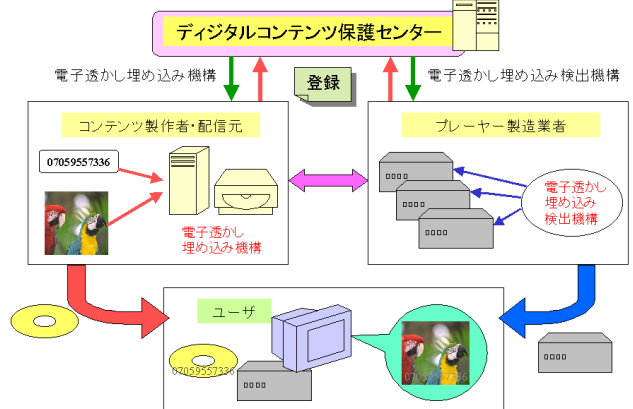 ディジタルコンテンツ保護センター
電子透かし埋め込み機構
登録
電子透かし埋め込み検出機構
コンテンツ製作者・配信元
プレーヤー製造業者
07059557336
電子透かし
埋め込み機構
電子透かし
埋め込み
検出機構
ユーザ
07059557336
07059557336